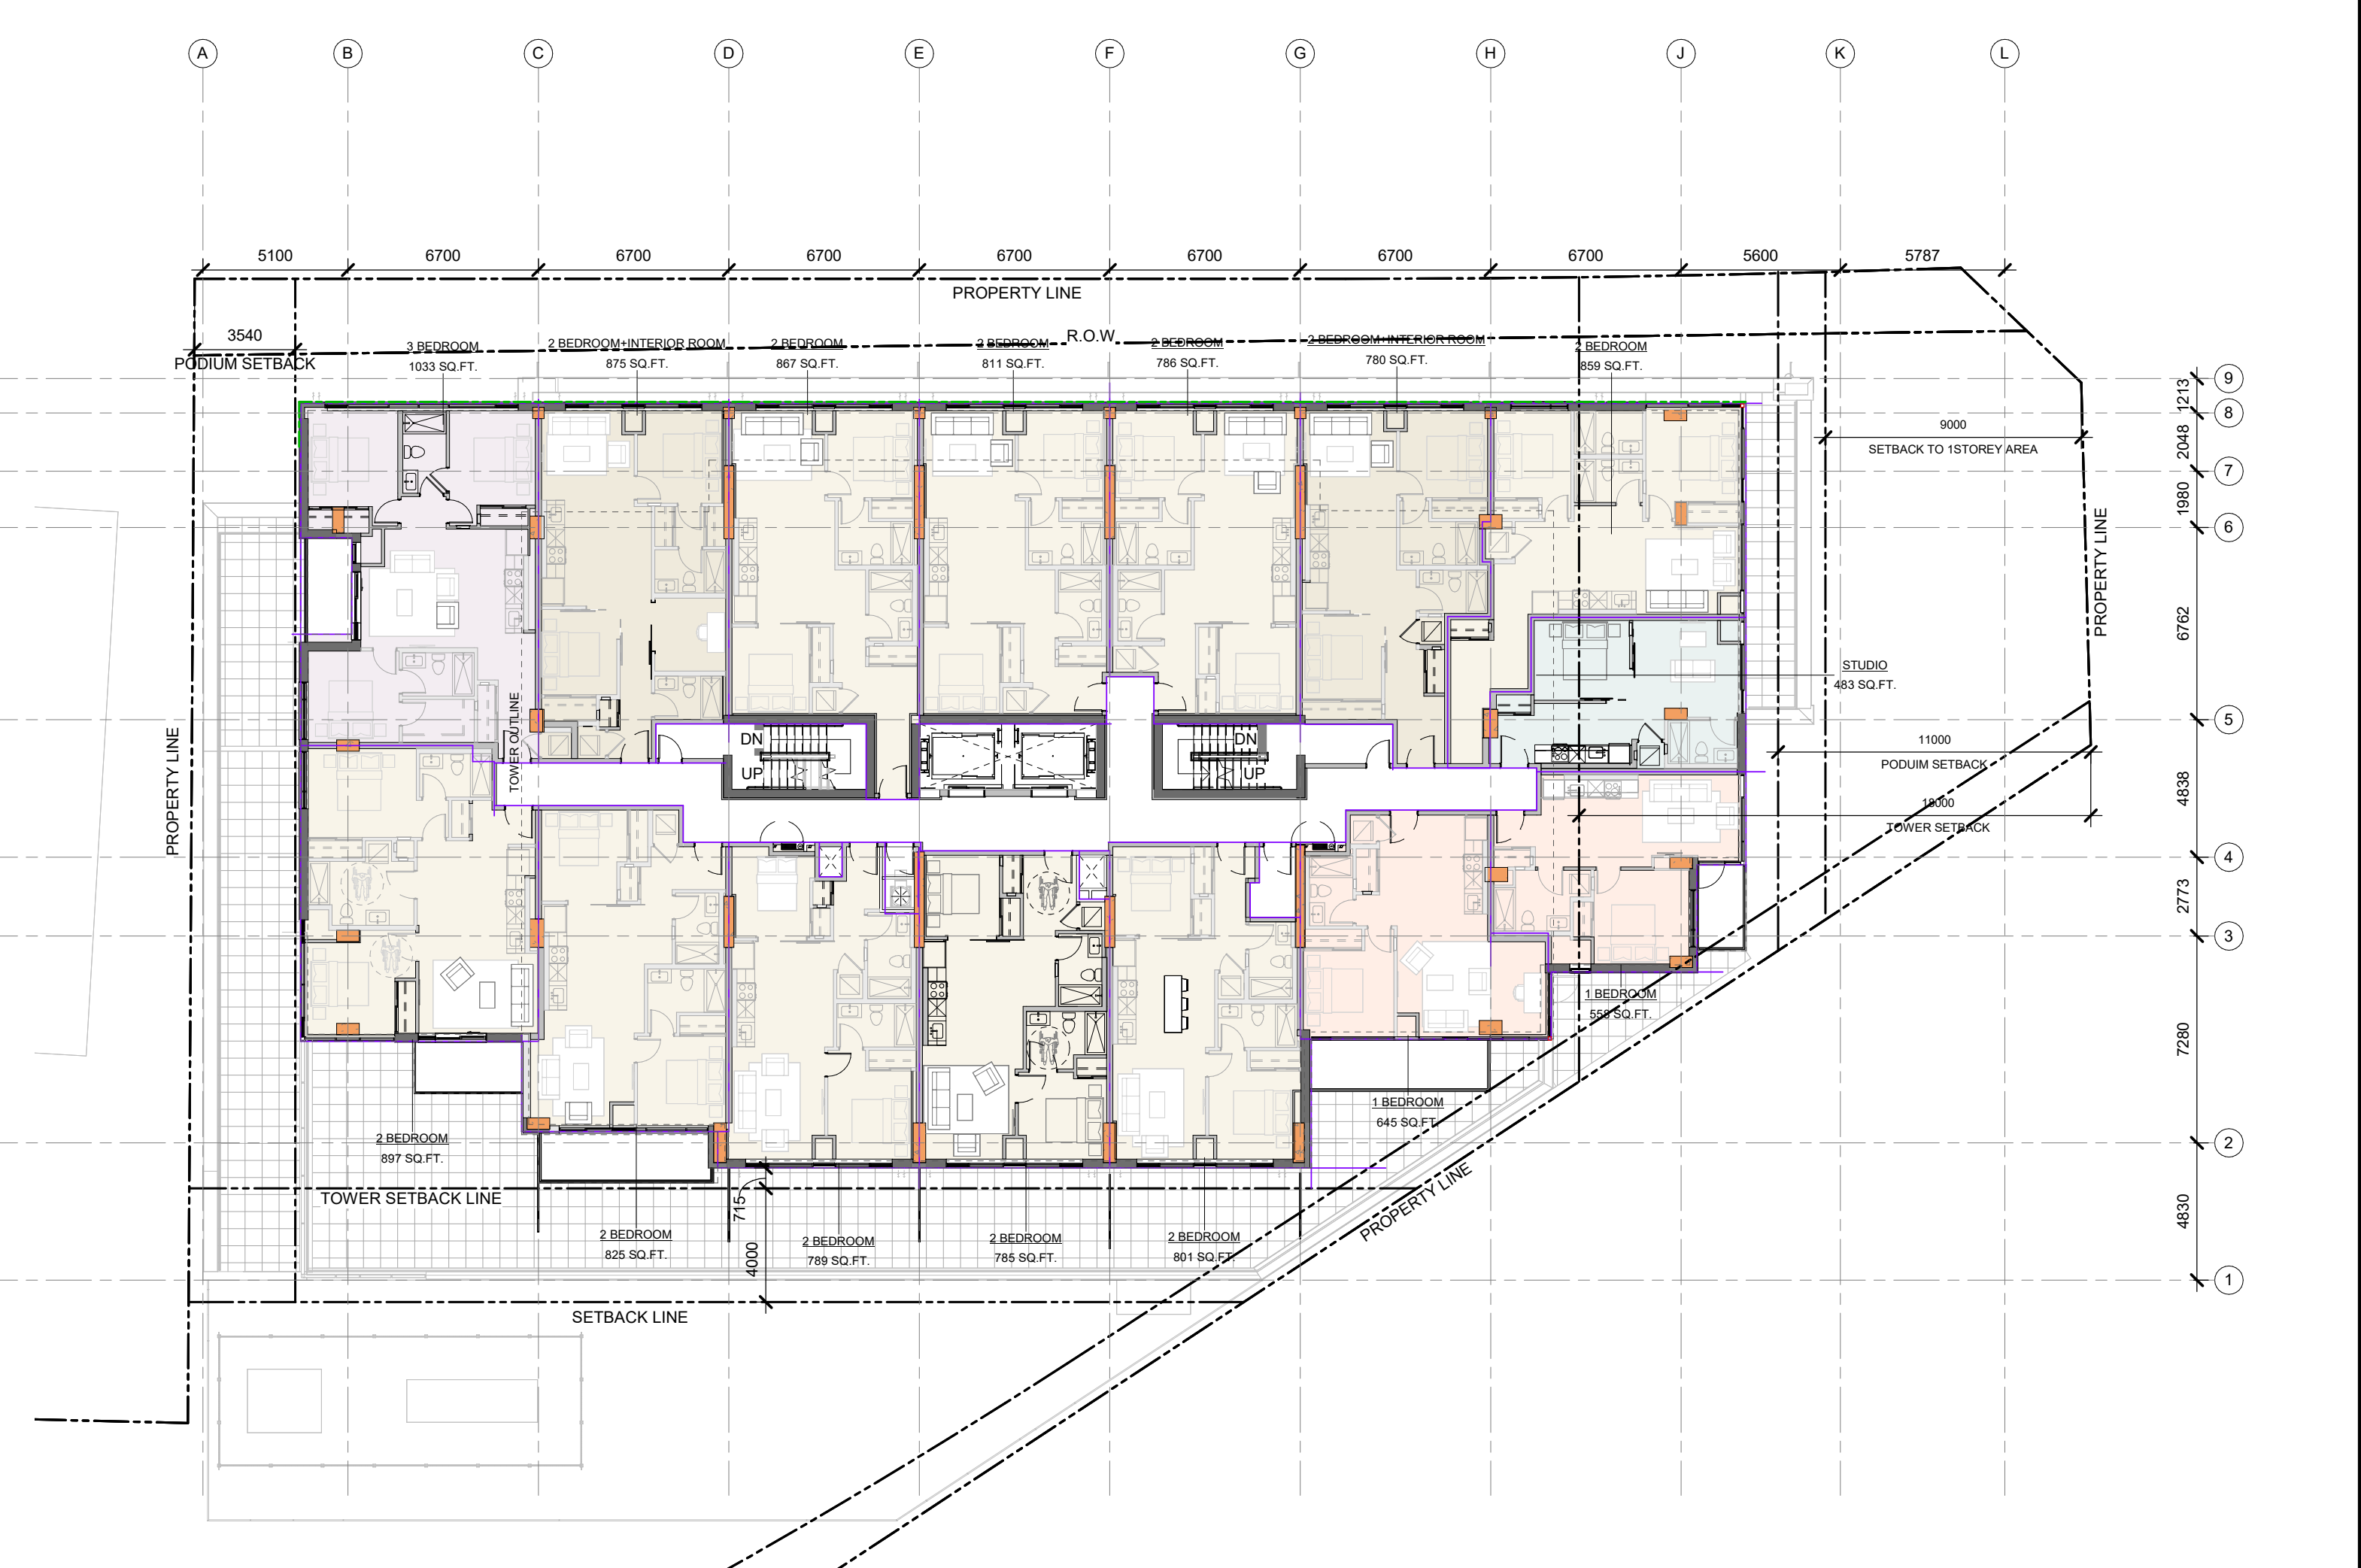 A B C D E F G H J K L
5100 6700 6700 6700 6700 6700 6700 6700 5600 5787
PROPERTY LINE
3540
PODIUM SETBACK
R.O.W
3 BEDROOM
1033 SQ.FT.
2 BEDROOM+INTERIOR ROOM
875 SQ.FT.
2 BEDROOM
867 SQ.FT.
2 BEDROOM
811 SQ.FT.
2 BEDROOM
786 SQ.FT.
2 BEDROOM+INTERIOR ROOM
780 SQ.FT.
2 BEDROOM
859 SQ.FT.
9
1213
8
2048
7
1980
6
6762
5
4838
4
2773
3
7280
2
4830
1
9000
SETBACK TO 1STOREY AREA
PROPERTY LINE
STUDIO
483 SQ.FT.
11000
PODUIM SETBACK
18000
TOWER SETBACK
PROPERTY LINE
TOWER OUTLINE
DN
UP
DN
UP
1 BEDROOM
558 SQ.FT.
1 BEDROOM
645 SQ.FT.
2 BEDROOM
897 SQ.FT.
TOWER SETBACK LINE
PROPERTY LINE
715
4000
2 BEDROOM
825 SQ.FT.
2 BEDROOM
789 SQ.FT.
2 BEDROOM
785 SQ.FT.
2 BEDROOM
801 SQ.FT.
SETBACK LINE